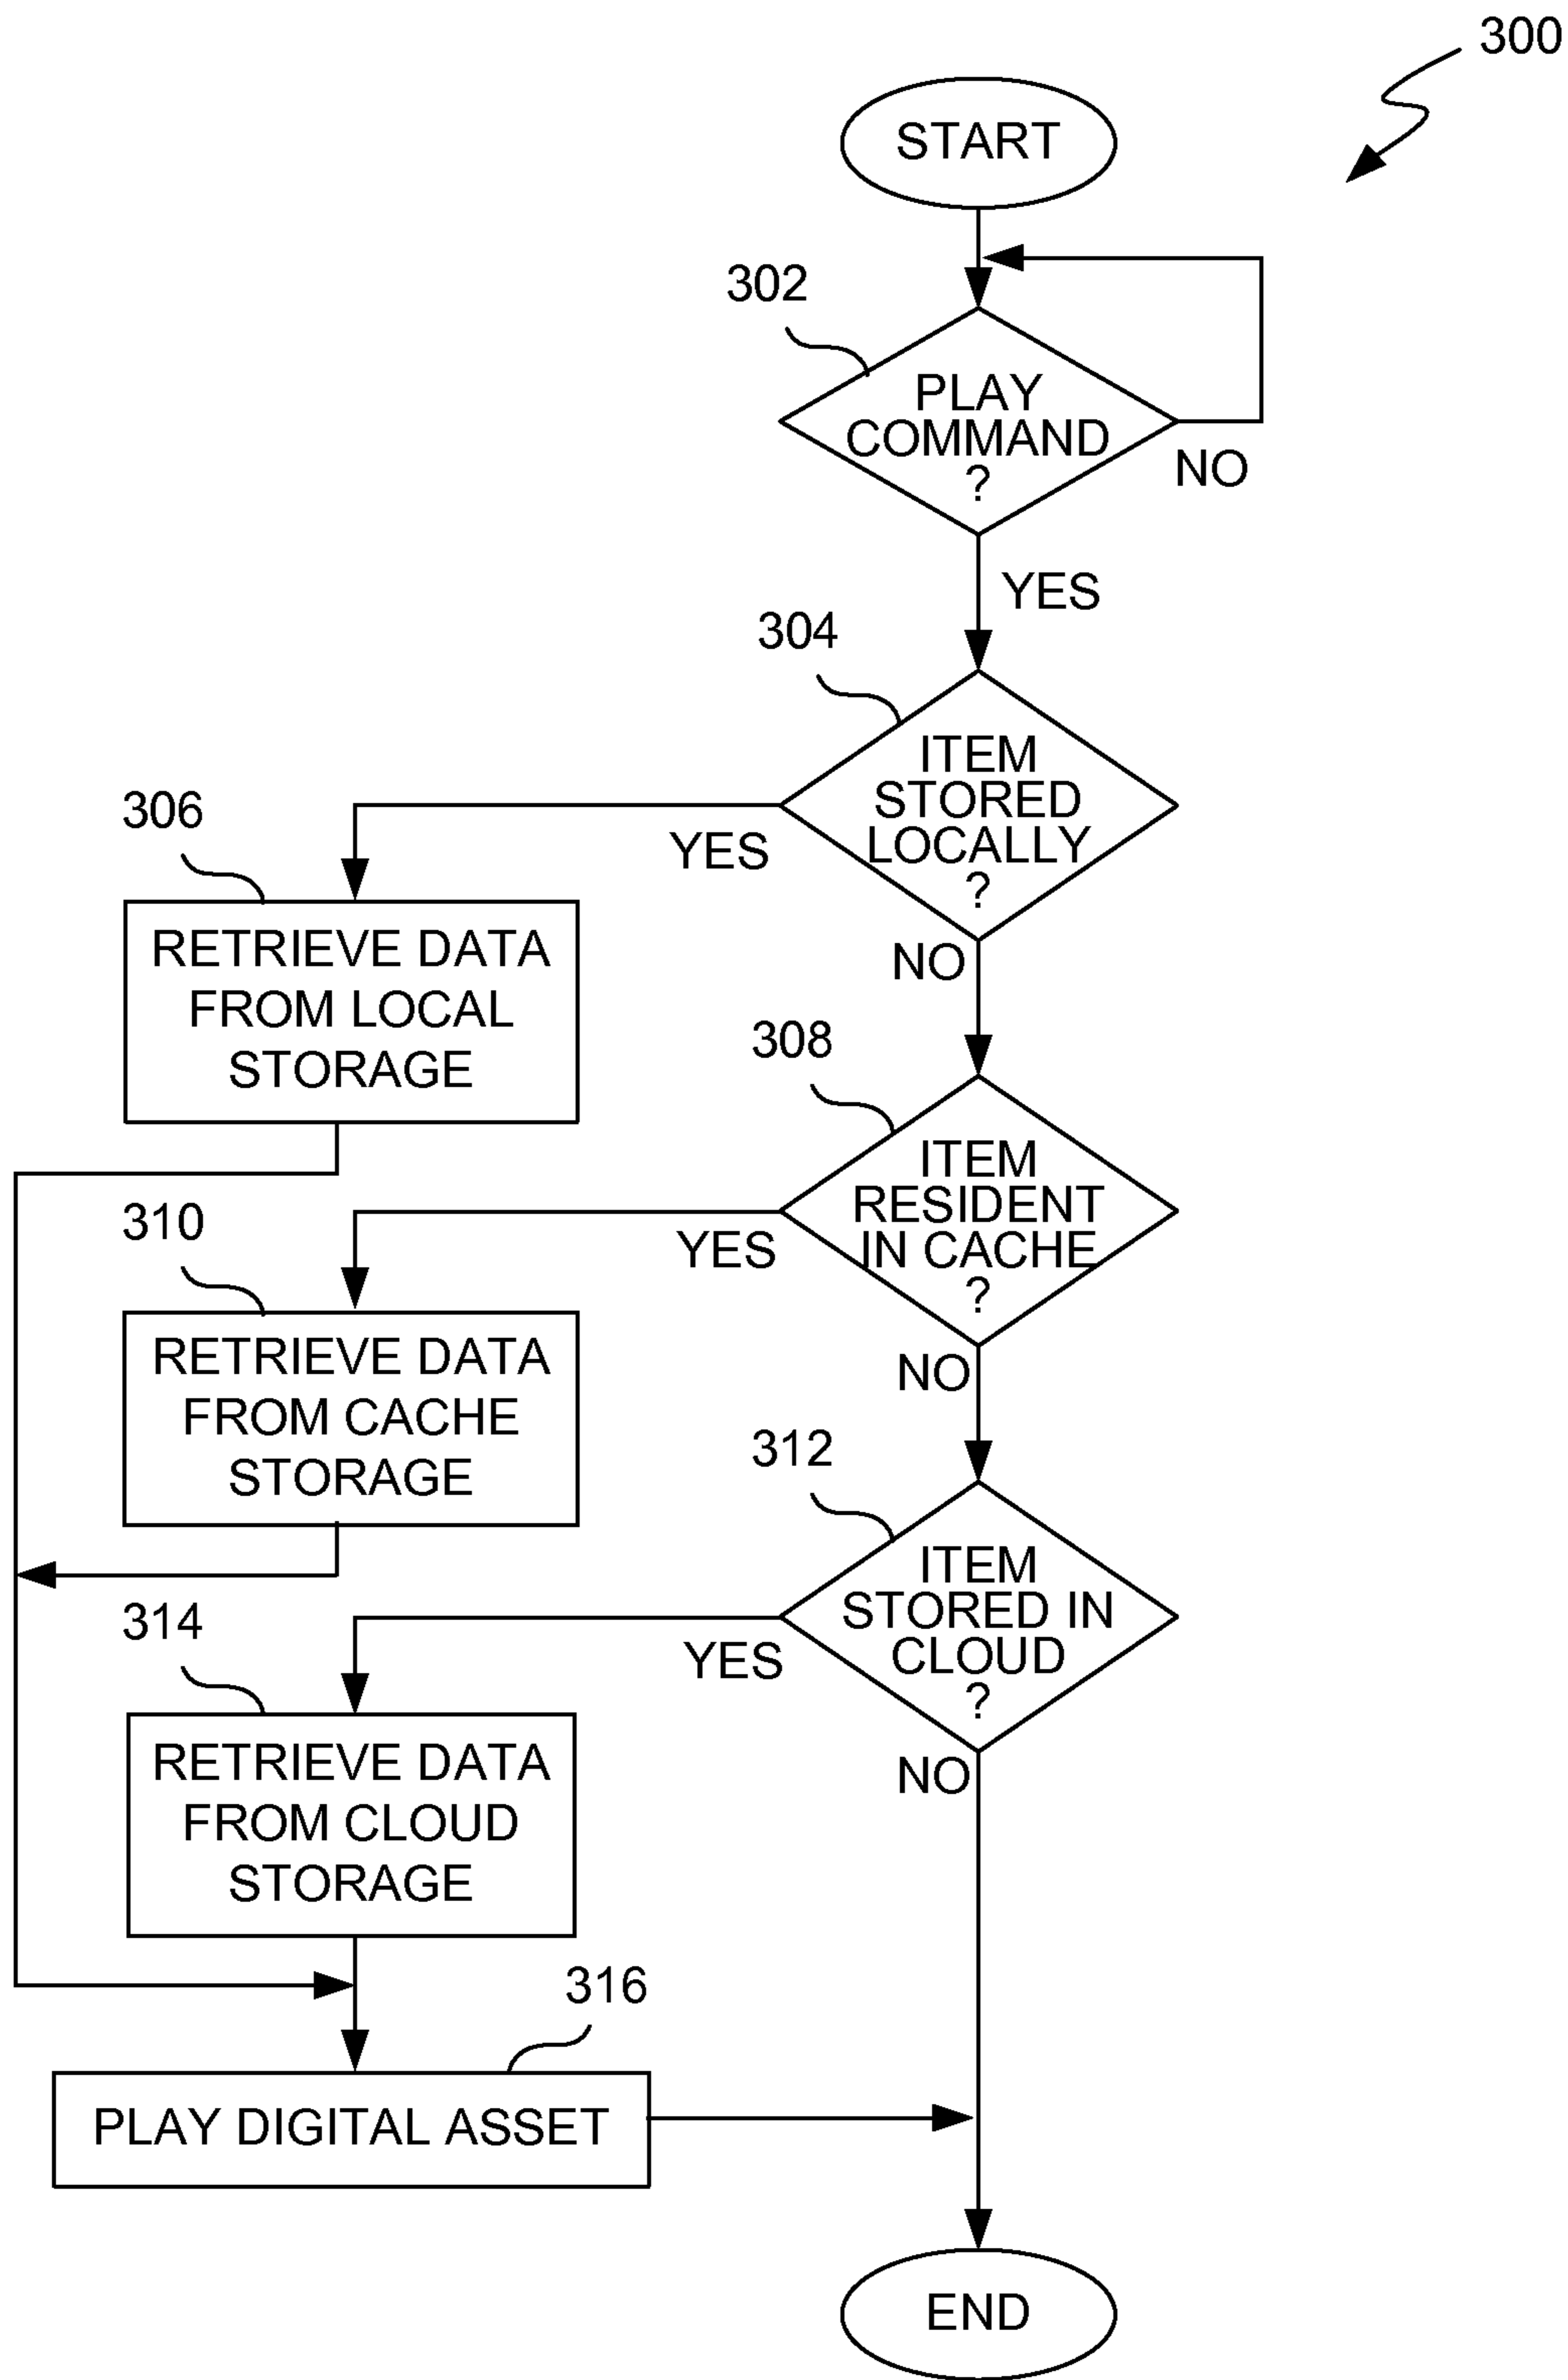 300
START
302
PLAY
COMMAND
?
NO
YES
304
ITEM
STORED
LOCALLY
?
YES
NO
306
RETRIEVE DATA
FROM LOCAL
STORAGE
308
ITEM
RESIDENT
IN CACHE
?
YES
NO
310
RETRIEVE DATA
FROM CACHE
STORAGE
312
ITEM
STORED IN
CLOUD
?
YES
NO
314
RETRIEVE DATA
FROM CLOUD
STORAGE
316
PLAY DIGITAL ASSET
END